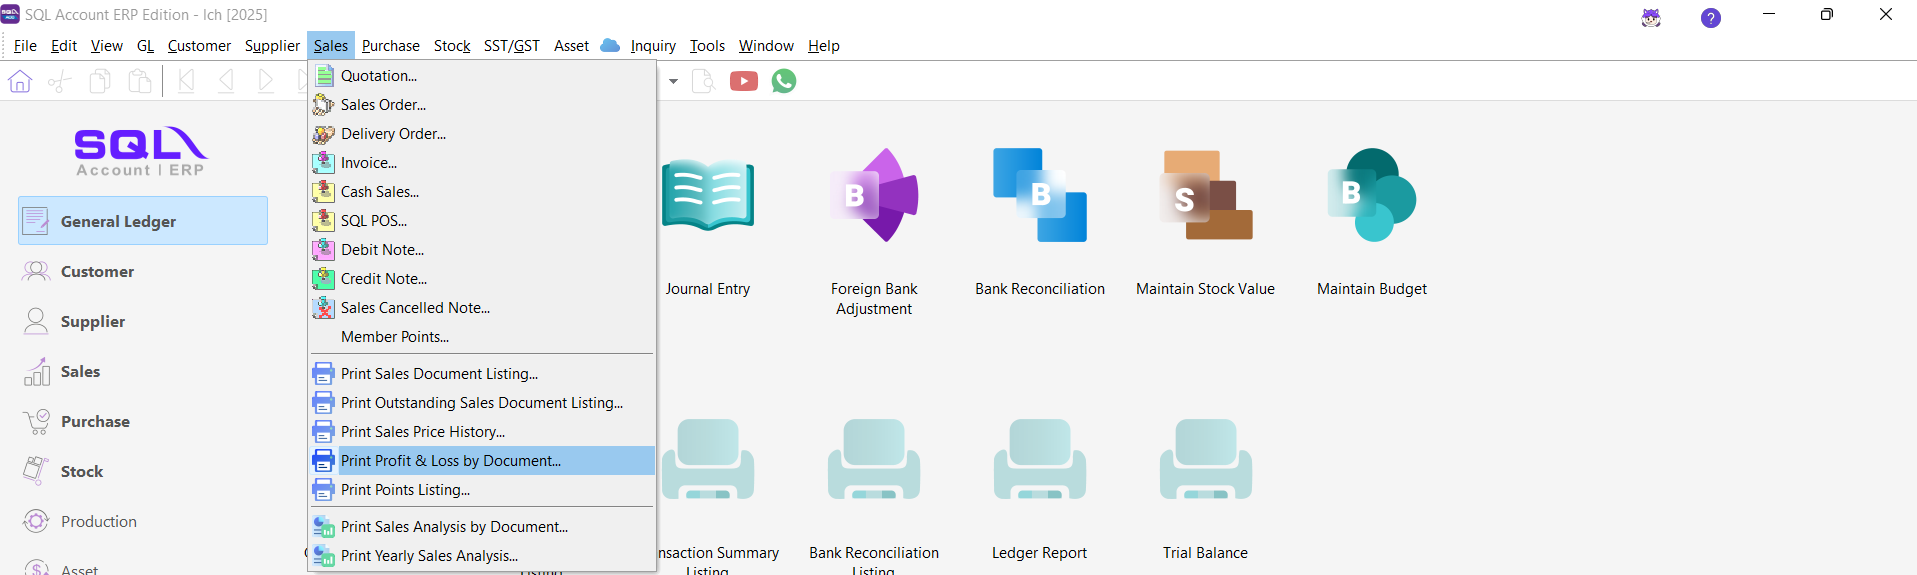 SQL Account ERP Edition - Ich [2025]
File Edit View GL Customer Supplier Sales Purchase Stock SST/GST Asset Inquiry Tools Window Help
Quotation...
Sales Order...
Delivery Order...
Invoice...
Cash Sales...
SQL POS...
Debit Note...
Credit Note...
Sales Cancelled Note...
Member Points...
Print Sales Document Listing...
Print Outstanding Sales Document Listing...
Print Sales Price History...
Print Profit & Loss by Document...
Print Points Listing...
Print Sales Analysis by Document...
Print Yearly Sales Analysis...
SQL
Account | ERP
General Ledger
Customer
Supplier
Sales
Purchase
Stock
Production
Asset
Journal Entry
Foreign Bank
Adjustment
Bank Reconciliation
Maintain Stock Value
Maintain Budget
nsaction Summary
Listing
Bank Reconciliation
Listing
Ledger Report
Trial Balance